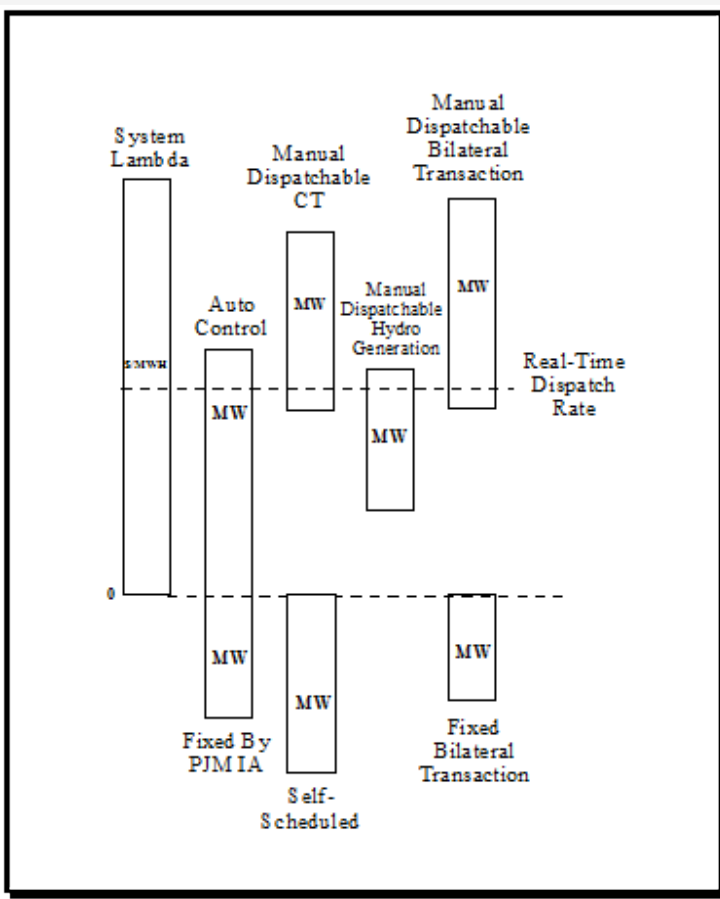 System
Lambda
Manual
Dispatchable
CT
Manual
Dispatchable
Bilateral
Transaction
Auto
Control
Manual
Dispatchable
Hydro
Generation
MW
MW
$/MWH
Real-Time
Dispatch
Rate
MW
MW
0
MW
MW
MW
Fixed By
PJM IA
Self-
Scheduled
Fixed
Bilateral
Transaction